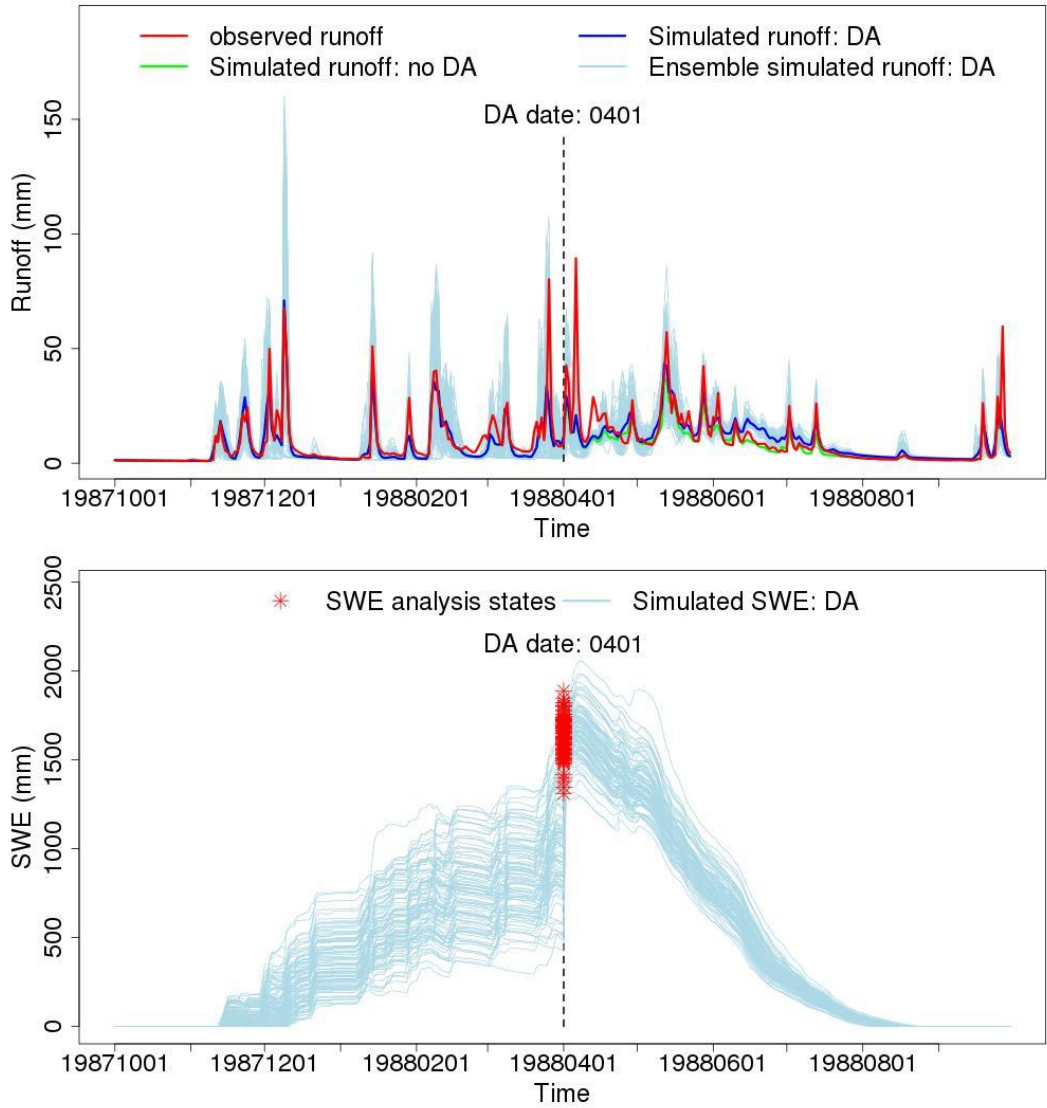 observed runoff Simulated runoff: DA
Simulated runoff: no DA Ensemble simulated runoff: DA
DA date: 0401
Runoff (mm)
150
100
50
0
19871001 19871201 19880201 19880401 19880601 19880801
Time
SWE analysis states Simulated SWE: DA
DA date: 0401
SWE (mm)
2500
2000
1500
1000
500
0
19871001 19871201 19880201 19880401 19880601 19880801
Time